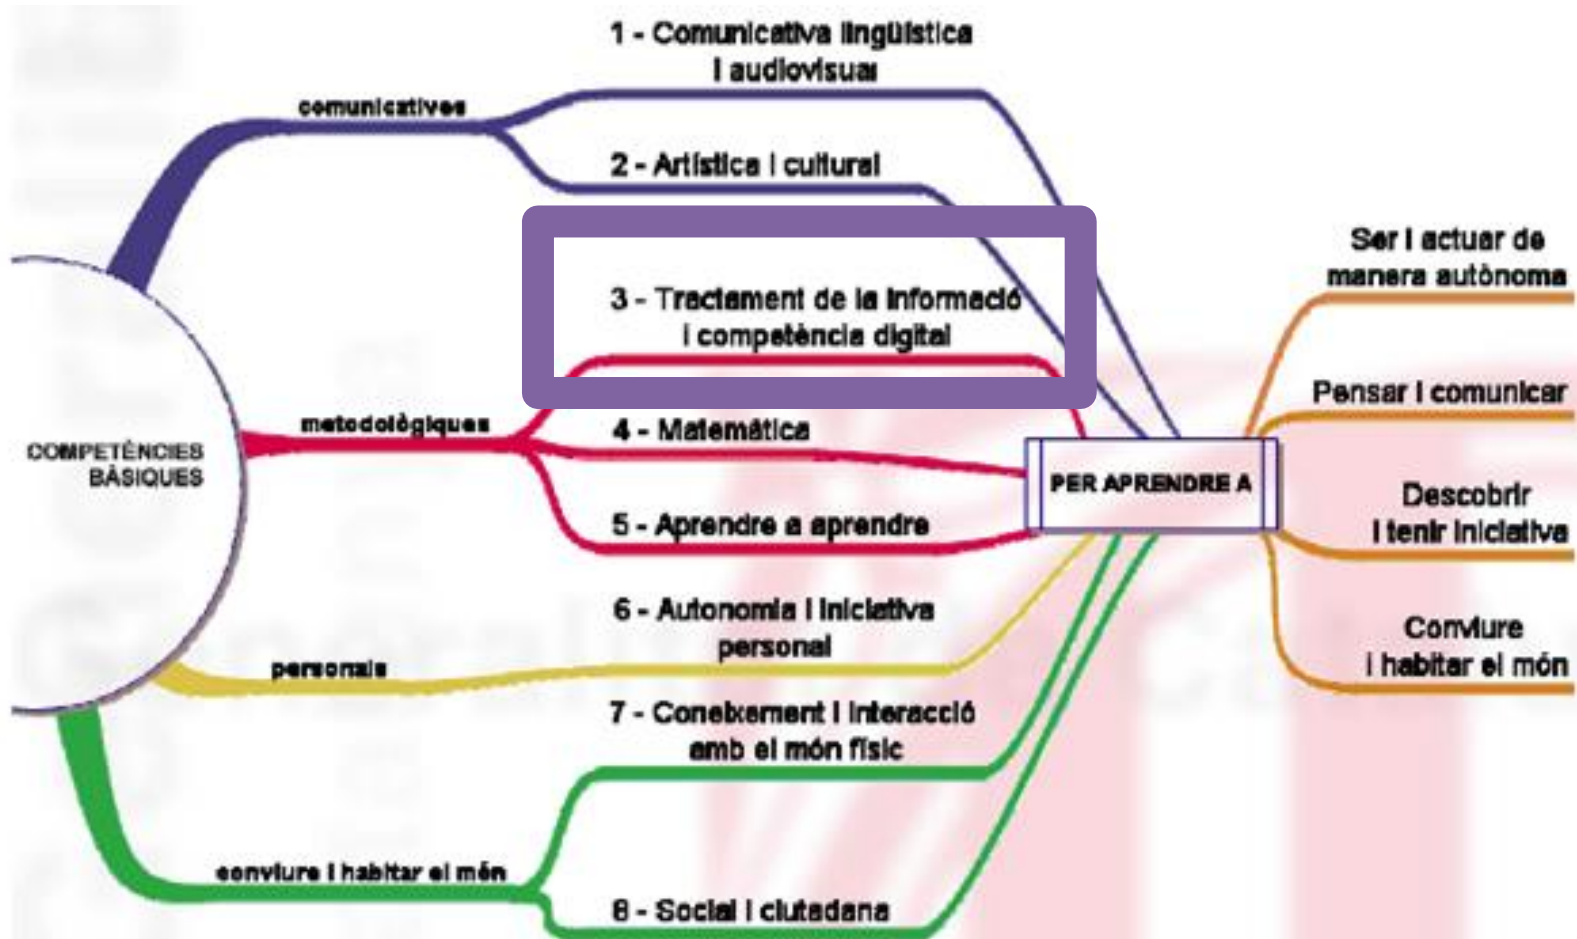 COMPETÈNCIES
BÀSIQUES
comunicatives
1 - Comunicativa lingüística
i audiovisual
2 - Artística i cultural
metodològiques
3 - Tractament de la informació
i competència digital
4 - Matemàtica
5 - Aprendre a aprendre
personals
6 - Autonomia i iniciativa
personal
conviure i habitar el món
7 - Coneixement i interacció
amb el món físic
8 - Social i ciutadana
PER APRENDRE A
Ser i actuar de
manera autònoma
Pensar i comunicar
Descobrir
i tenir iniciativa
Conviure
i habitar el món